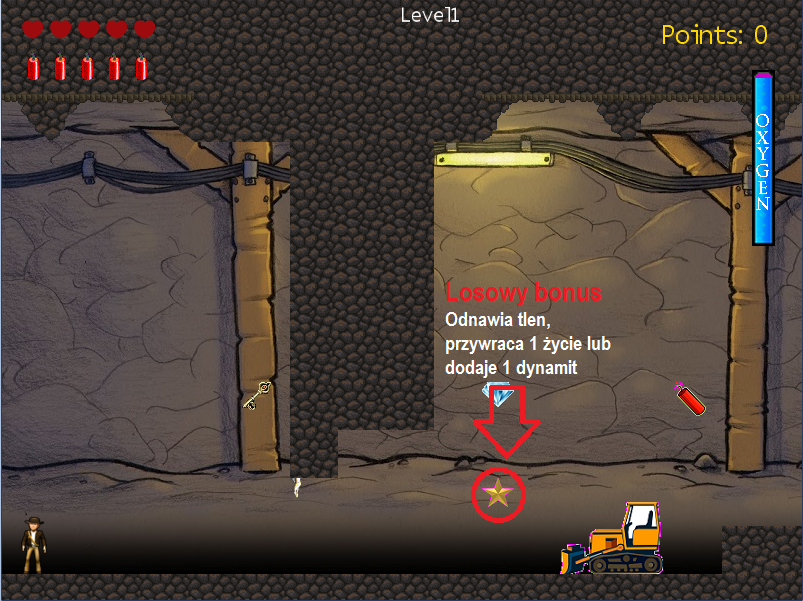 Level1
Points: 0
OXYGEN
Losowy bonus
Odnawia tlen,
przywraca 1 życie lub
dodaje 1 dynamit